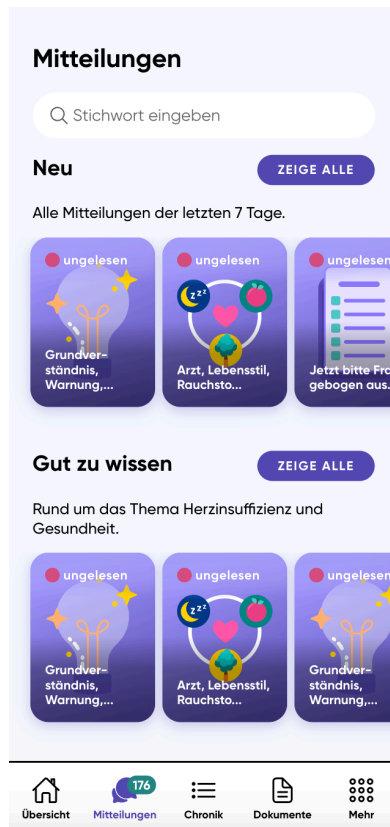 Mitteilungen
Stichwort eingeben
Neu
ZEIGE ALLE
Alle Mitteilungen der letzten 7 Tage.
ungelesen
ungelesen
ungelesen
Grundver-
ständnis,
Warnung,...
Arzt, Lebensstil,
Rauchsto...
Jetzt bitte Fra
gebogen aus.
Gut zu wissen
ZEIGE ALLE
Rund um das Thema Herzinsuffizienz und
Gesundheit.
ungelesen
ungelesen
ungelesen
Grundver-
ständnis,
Warnung,...
Arzt, Lebensstil,
Rauchsto...
Grundver-
ständnis,
Warnung,...
176
Übersicht
Mitteilungen
Chronik
Dokumente
Mehr